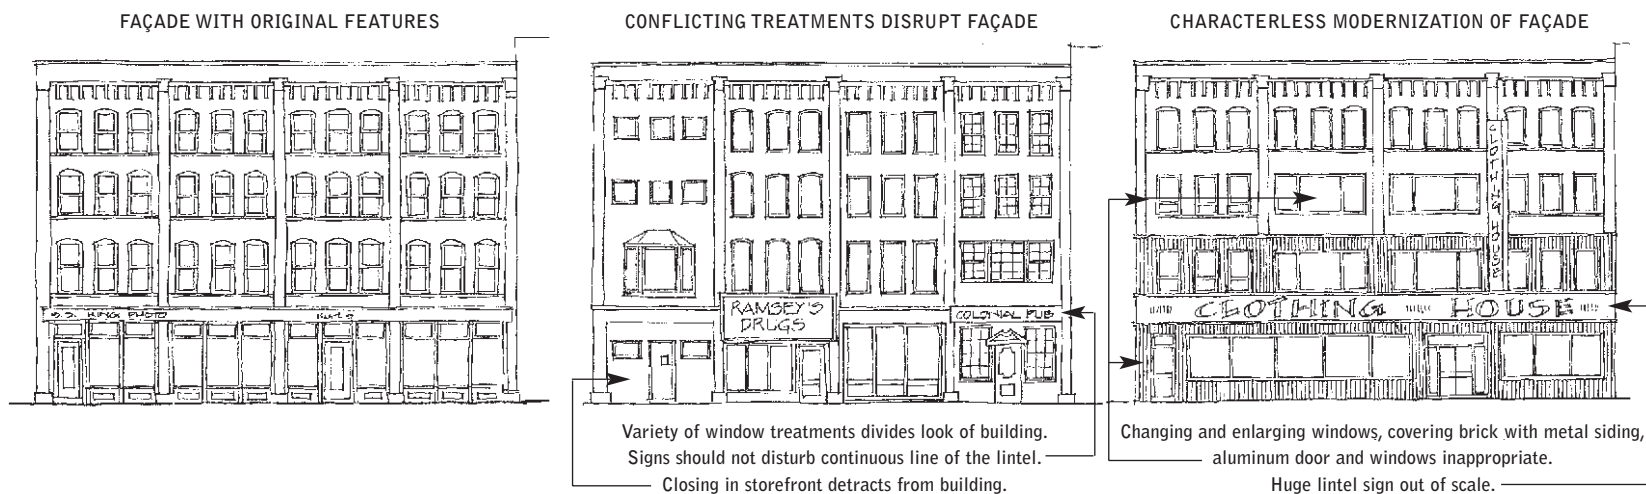 FAÇADE WITH ORIGINAL FEATURES
CONFLICTING TREATMENTS DISRUPT FAÇADE
CHARACTERLESS MODERNIZATION OF FAÇADE
RAMSEY'S
DRUGS
COLONIAL PUB
CLOTHING HOUSE
Variety of window treatments divides look of building.
Signs should not disturb continuous line of the lintel.
Closing in storefront detracts from building.
Changing and enlarging windows, covering brick with metal siding,
aluminum door and windows inappropriate.
Huge lintel sign out of scale.